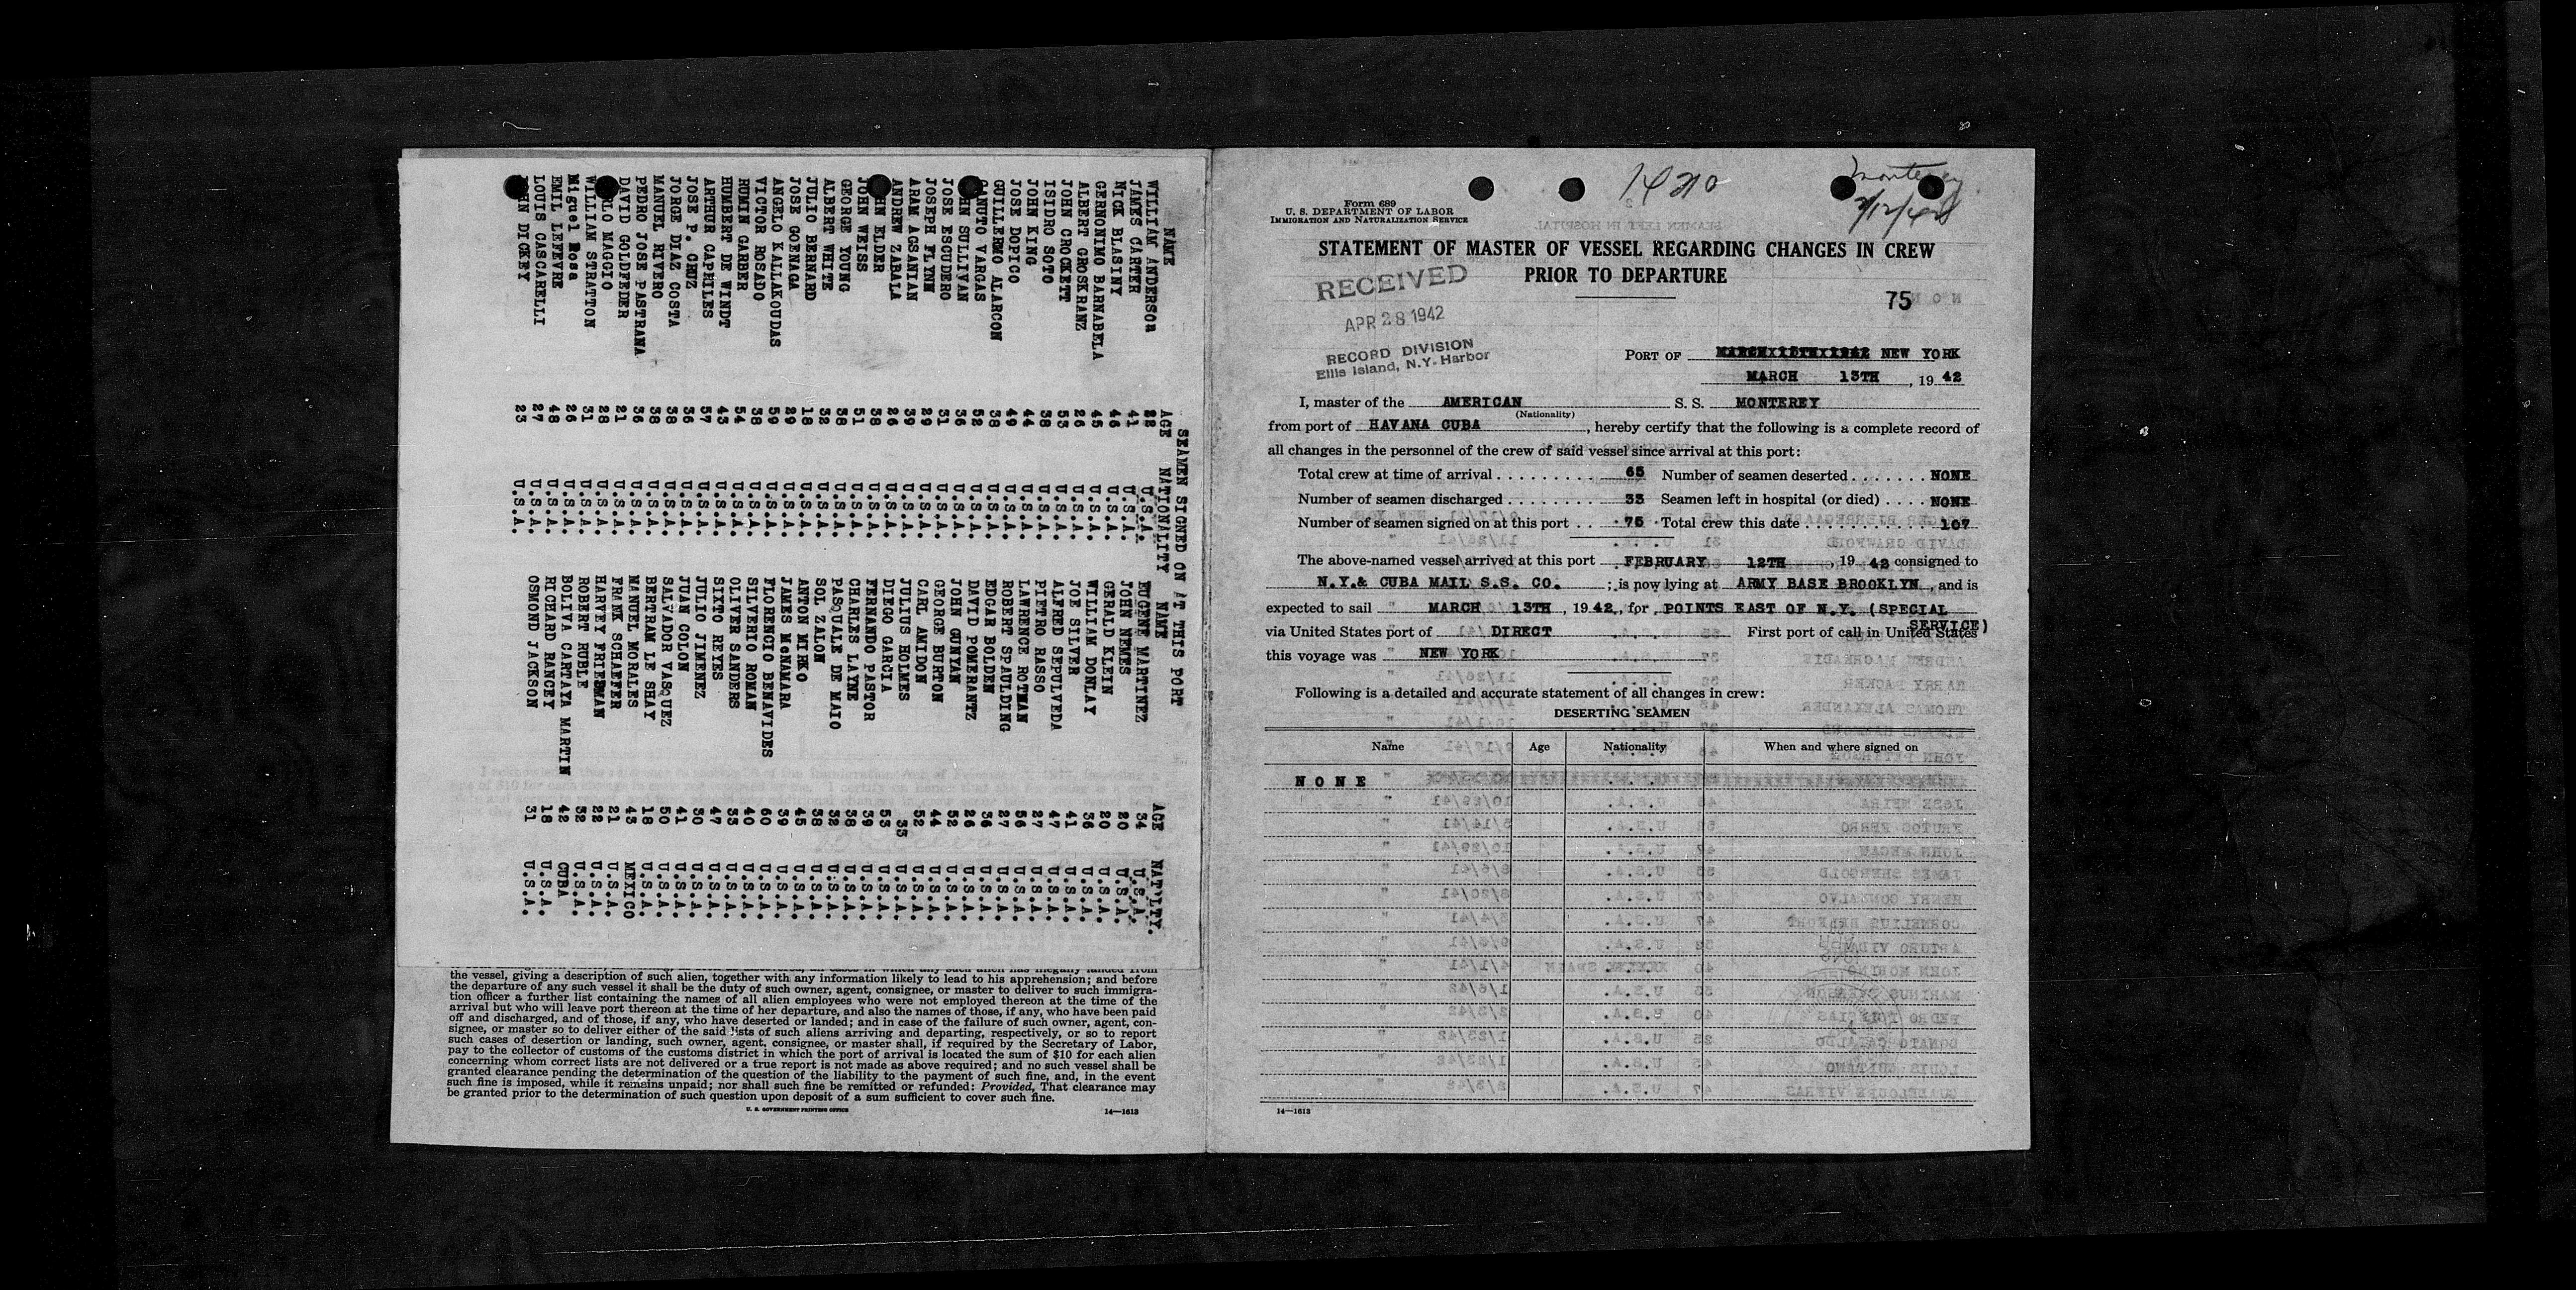 SEAMEN SIGNED ON AT THIS PORT
NAME AGE NATIONALITY NAME AGE NAT'LTY.
WILLIAM ANDERSOn 22 U.S.A. EUGENE MARTINEZ 34 U.S.A.
JAMES CARTER 41 U.S.A. JOHN NEMES 20 U.S.A.
NICK BLASINY 46 U.S.A. GERALD KLEIN 20 U.S.A.
GERNONIMO BARNABELA 45 U.S.A. WILLIAM DONLAY 36 U.S.A.
ALBERT GROSKRANZ 26 U.S.A. JOE SILVER 41 U.S.A.
JOHN CROCKETT 53 U.S.A. ALFRED SEPULVEDA 47 U.S.A.
ISIDRO SOTO 38 U.S.A. PIETRO RASSO 27 U.S.A.
JOHN KING 44 U.S.A. LAWRENCE ROTMAN 56 U.S.A.
JOSE DOPICO 49 U.S.A. ROBERT SPAULDING 27 U.S.A.
GUILLERMO ALARCON 38 U.S.A. EDGAR BOLDEN 36 U.S.A.
CANUTO VARGAS 52 U.S.A. DAVID POMERANTZ 26 U.S.A.
JOHN SULLIVAN 36 U.S.A. JOHN GUNYAN 52 U.S.A.
JOSE ESCUDERO 31 U.S.A. GEORGE BURTON 44 U.S.A.
JOSEPH FLYNN 29 U.S.A. CARL AMIDON 52 U.S.A.
ARAM AGSANIAN 39 U.S.A. JULIUS HOLMES 35 U.S.A.
ANDREW ZABALA 26 U.S.A. DIEGO GARCIA 53 U.S.A.
JOHN ELDER 38 U.S.A. FERNANDO PASTOR 39 U.S.A.
JOHN WEISS 51 U.S.A. CHARLES LAYNE 38 U.S.A.
GEORGE YOUNG 38 U.S.A. PASQUALE DE MAIO 32 U.S.A.
ALBERT WHITE 32 U.S.A. SOL ZALON 38 U.S.A.
JULIO BERNARD 18 U.S.A. ANTON MIRKO 45 U.S.A.
JOSE GOENAGA 29 U.S.A. JAMES McNAMARA 39 U.S.A.
ANGELO KALLAKOUDAS 59 U.S.A. FLORENCIO BENAVIDES 60 U.S.A.
VICTOR ROSADO 38 U.S.A. SILVERIO ROMAN 40 U.S.A.
RUMIN GARBER 54 U.S.A. OLIVER SANDERS 33 U.S.A.
HUMBERT DE WINDT 43 U.S.A. SIXTO REYES 47 U.S.A.
ARTHUR CAPHILES 57 U.S.A. JULIO JIMENEZ 30 U.S.A.
JOSE P. CRUZ 36 U.S.A. JUAN COLON 41 U.S.A.
JORGE DIAZ COSTA 38 U.S.A. SALVADOR VASQUEZ 50 U.S.A.
MANUEL RIVERO 38 U.S.A. BERTRAM LE SHAY 18 U.S.A.
PEDRO JOSE PASTRANA 36 U.S.A. MANUEL MORALES 43 MEXICO
DAVID GOLDFEDER 21 U.S.A. FRANK SCHAEFER 21 U.S.A.
RLO MAGGIO 28 U.S.A. HARVEY FRIEDMAN 22 U.S.A.
WILLIAM STRATTON 31 U.S.A. ROBERT RUBLE 32 U.S.A.
Miguel Rosa 26 U.S.A. BOLIVA CARTAYA MARTIN 42 CUBA
EMIL LEFEVRE 48 U.S.A. RICHARD RANCEY 18 U.S.A.
LOUIS CASCARELLI 27 U.S.A. OSMOND JACKSON 31 U.S.A.
JOHN DICKEY 23 U.S.A.
the vessel, giving a description of such alien, together with any information likely to lead to his apprehension; and before
the departure of any such vessel it shall be the duty of such owner, agent, consignee, or master to deliver to such immigra-
tion officer a further list containing the names of all alien employees who were not employed thereon at the time of the
arrival but who will leave port thereon at the time of her departure, and also the names of those, if any, who have been paid
off and discharged, and of those, if any, who have deserted or landed; and in case of the failure of such owner, agent, con-
signee, or master so to deliver either of the said lists of such aliens arriving and departing, respectively, or so to report
such cases of desertion or landing, such owner, agent, consignee, or master shall, if required by the Secretary of Labor,
pay to the collector of customs of the customs district in which the port of arrival is located the sum of $10 for each alien
concerning whom correct lists are not delivered or a true report is not made as above required; and no such vessel shall be
granted clearance pending the determination of the question of the liability to the payment of such fine, and, in the event
such fine is imposed, while it remains unpaid; nor shall such fine be remitted or refunded: Provided, That clearance may
be granted prior to the determination of such question upon deposit of a sum sufficient to cover such fine.
U. S. GOVERNMENT PRINTING OFFICE 14—1613
Monterey
Form 689
U. S. DEPARTMENT OF LABOR
IMMIGRATION AND NATURALIZATION SERVICE
STATEMENT OF MASTER OF VESSEL REGARDING CHANGES IN CREW
PRIOR TO DEPARTURE
RECEIVED
APR 28 1942
RECORD DIVISION
Ellis Island, N.Y. Harbor
75
PORT OF NEW YORK
MARCH 13TH, 1942
I, master of the AMERICAN S. S. MONTEREY
(Nationality)
from port of HAVANA CUBA, hereby certify that the following is a complete record of
all changes in the personnel of the crew of said vessel since arrival at this port:
Total crew at time of arrival . . . . . . . . . 65 Number of seamen deserted . . . . . . . NONE
Number of seamen discharged . . . . . . . . 33 Seamen left in hospital (or died) . . . . NONE
Number of seamen signed on at this port . . 75 Total crew this date . . . . . . . . . . . 107
The above-named vessel arrived at this port FEBRUARY 12TH, 1942 consigned to
N.Y.& CUBA MAIL S.S. CO. ; is now lying at ARMY BASE BROOKLYN, and is
expected to sail MARCH 13TH, 1942, for POINTS EAST OF N.Y. (SPECIAL
SERVICE)
via United States port of DIRECT First port of call in United States
this voyage was NEW YORK
Following is a detailed and accurate statement of all changes in crew:
DESERTING SEAMEN
Name Age Nationality When and where signed on
NONE
14—1613